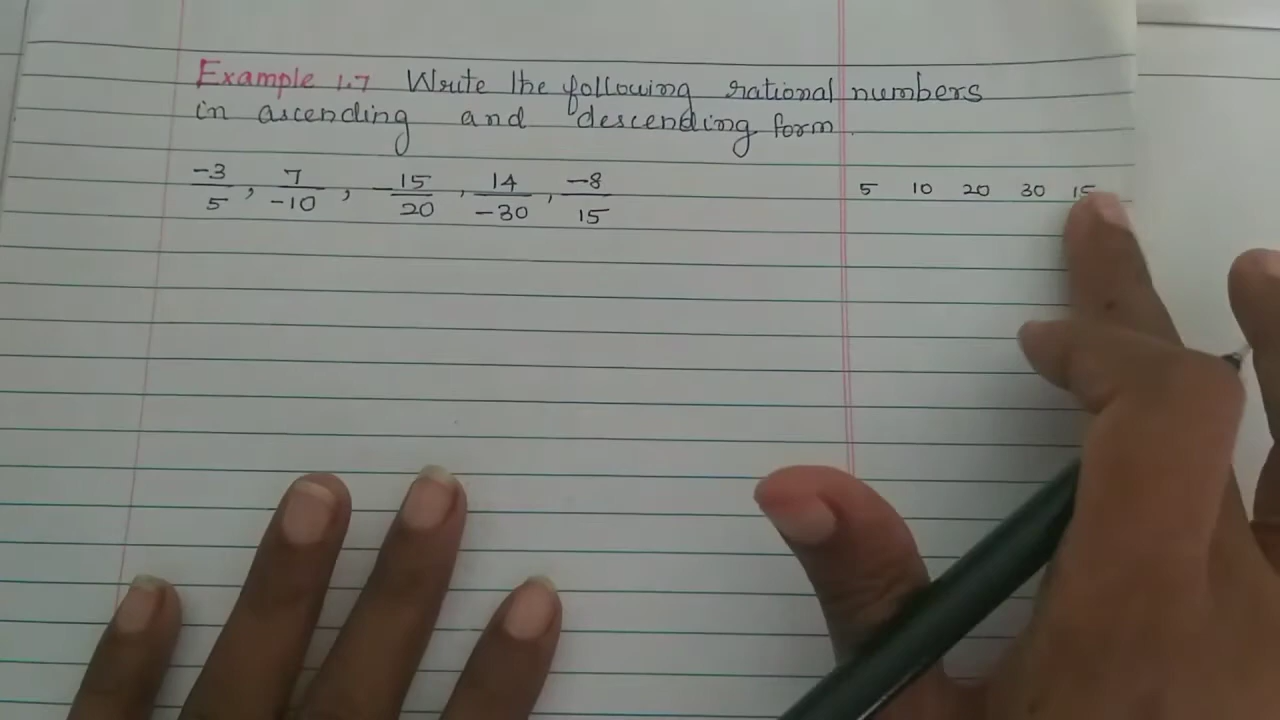 Example 1.7 Write the following rational numbers
in ascending and descending form.
-3/5, 7/-10, -15/20, 14/-30, -8/15
5 10 20 30 15